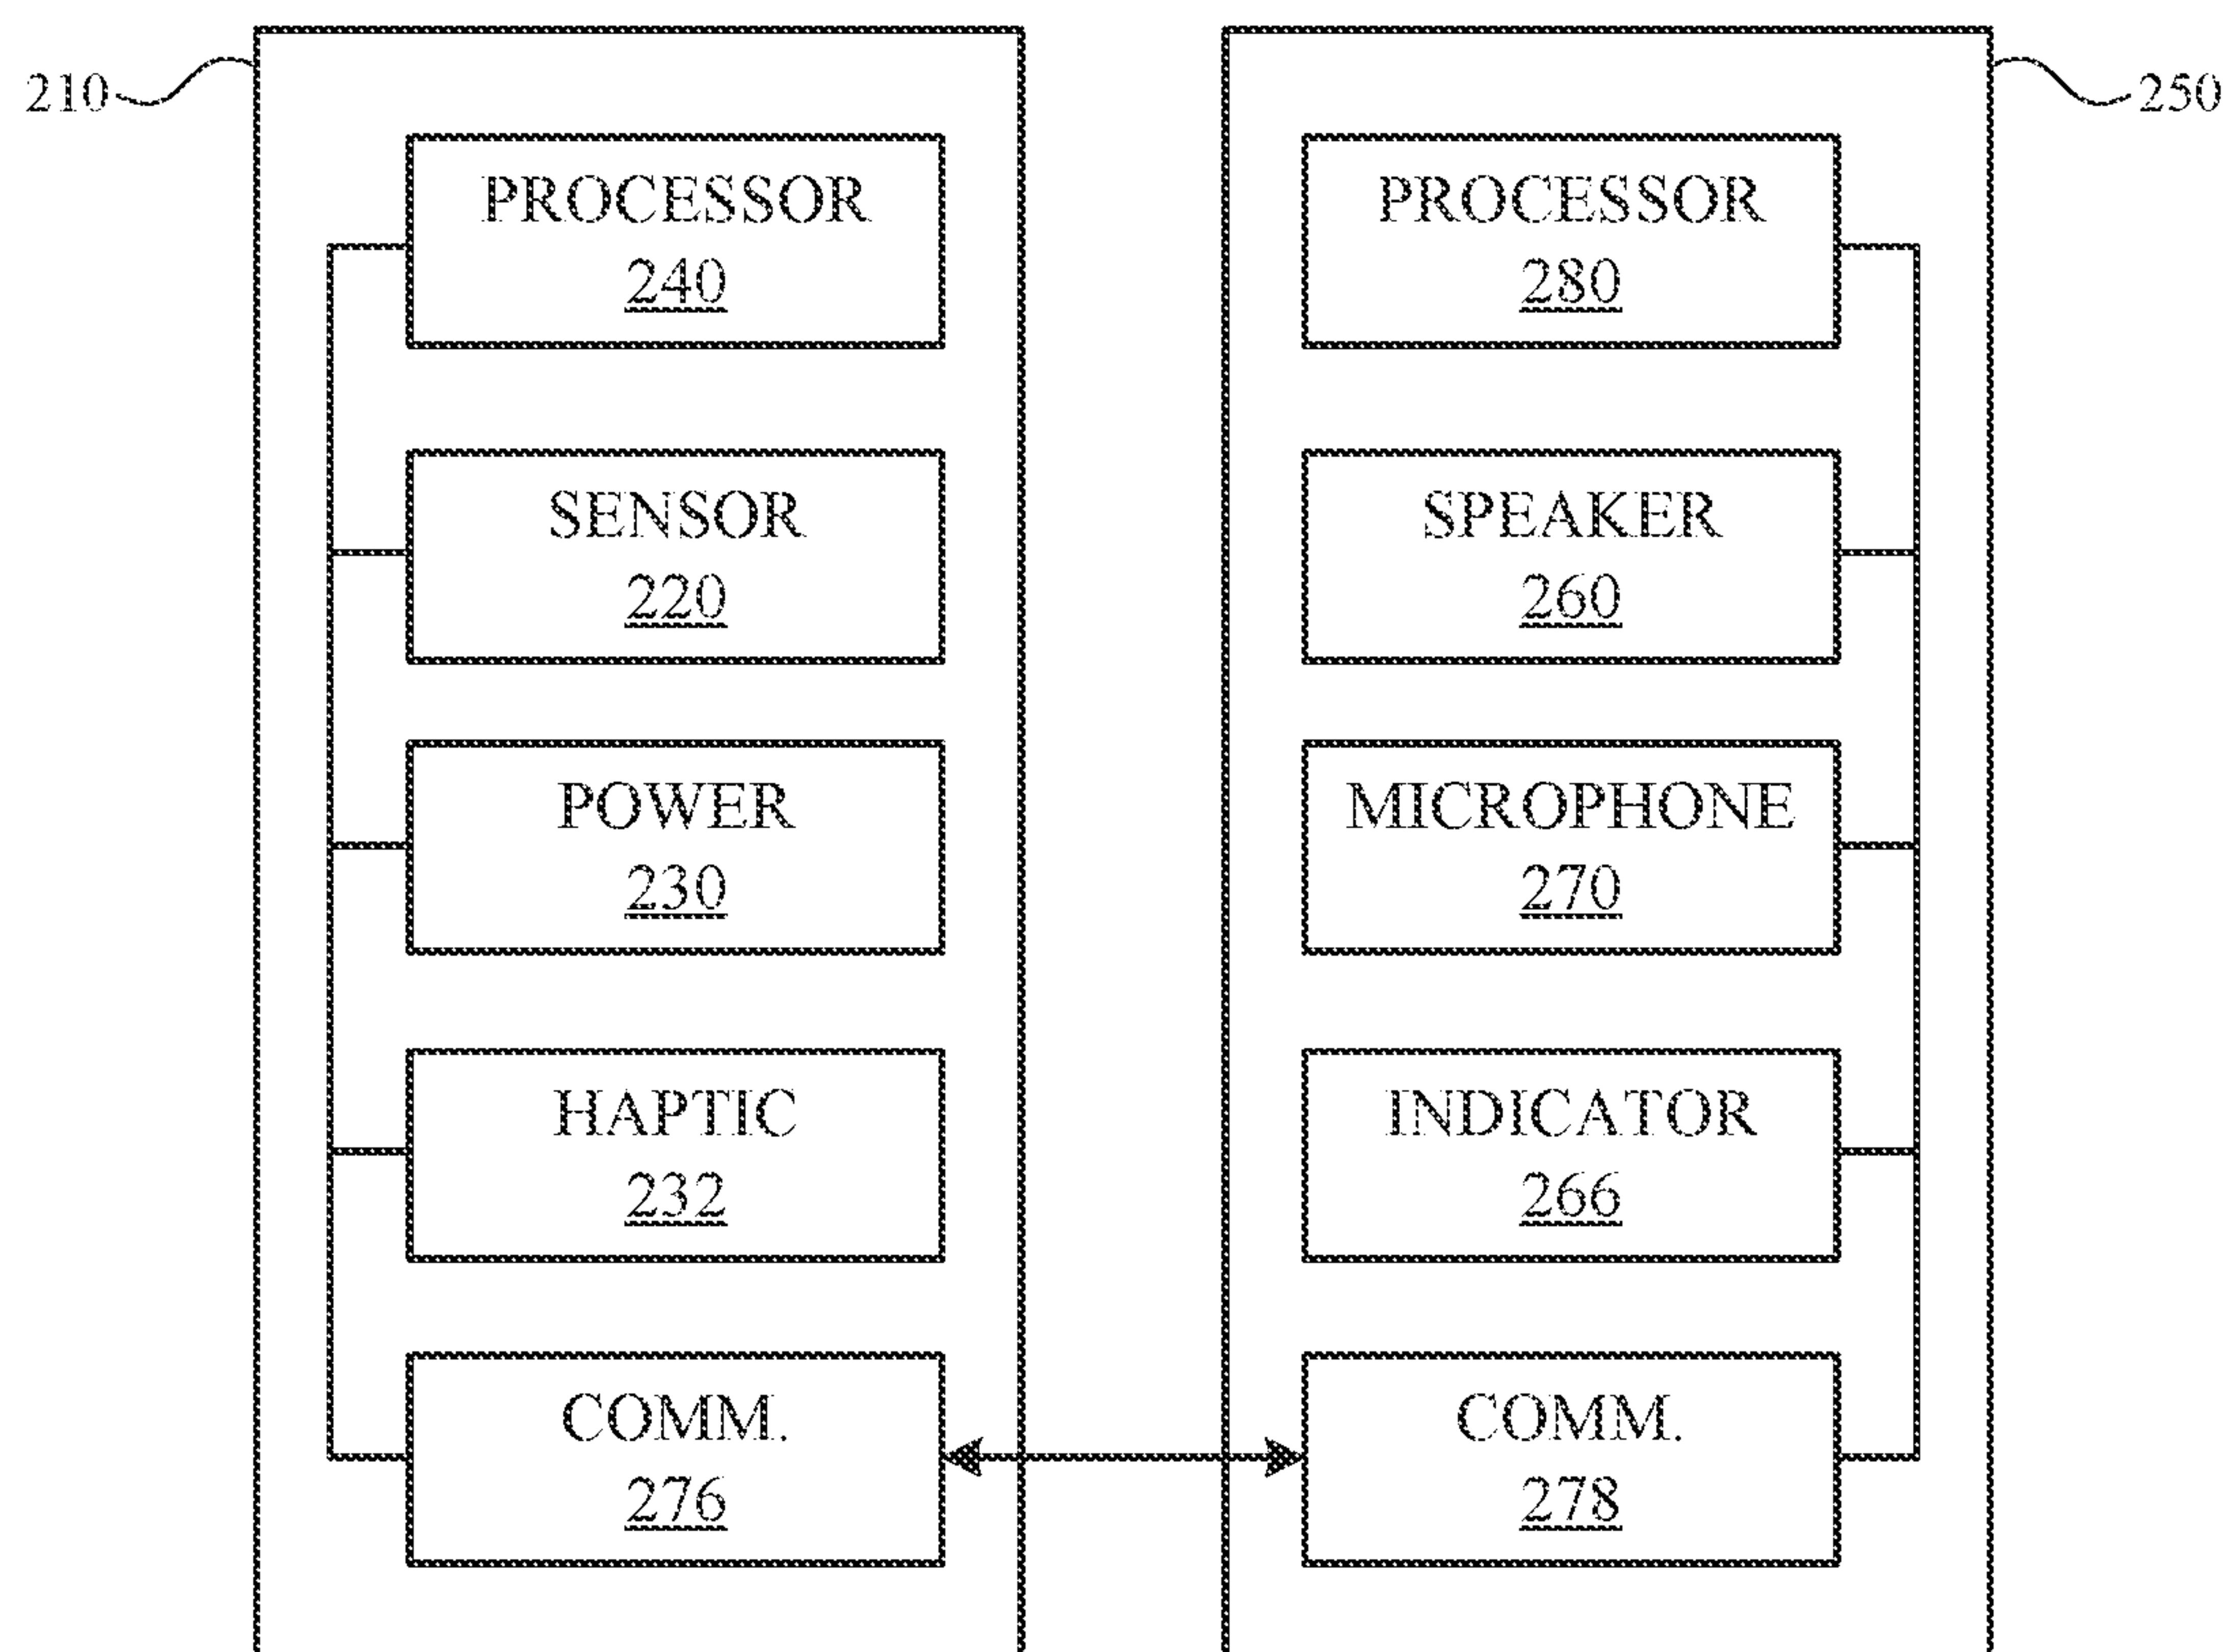 210
PROCESSOR
240
SENSOR
220
POWER
230
HAPTIC
232
COMM.
276
250
PROCESSOR
280
SPEAKER
260
MICROPHONE
270
INDICATOR
266
COMM.
278